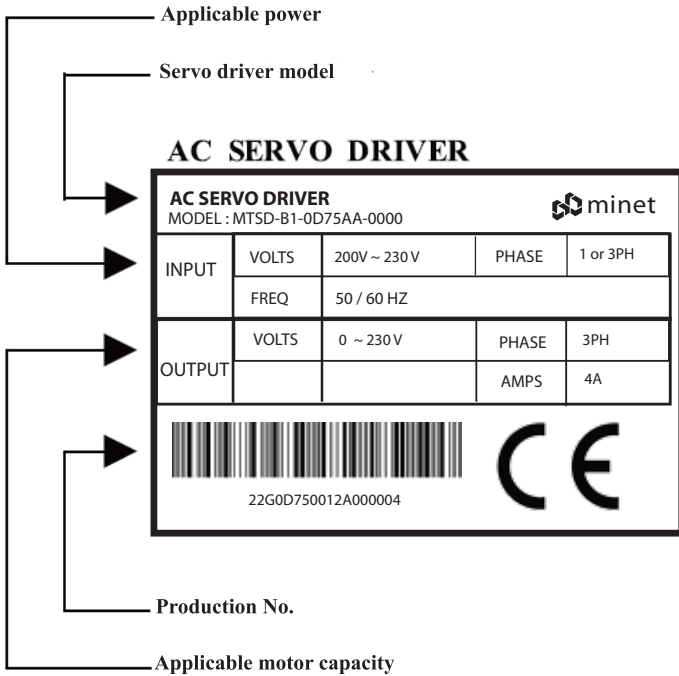 Applicable power
Servo driver model
AC SERVO DRIVER
AC SERVO DRIVER
MODEL : MTSD-B1-0D75AA-0000
minet
INPUT VOLTS 200V ~ 230 V PHASE 1 or 3PH
FREQ 50 / 60 HZ
OUTPUT VOLTS 0 ~ 230 V PHASE 3PH
AMPS 4A
CE
22G0D750012A000004
Production No.
Applicable motor capacity